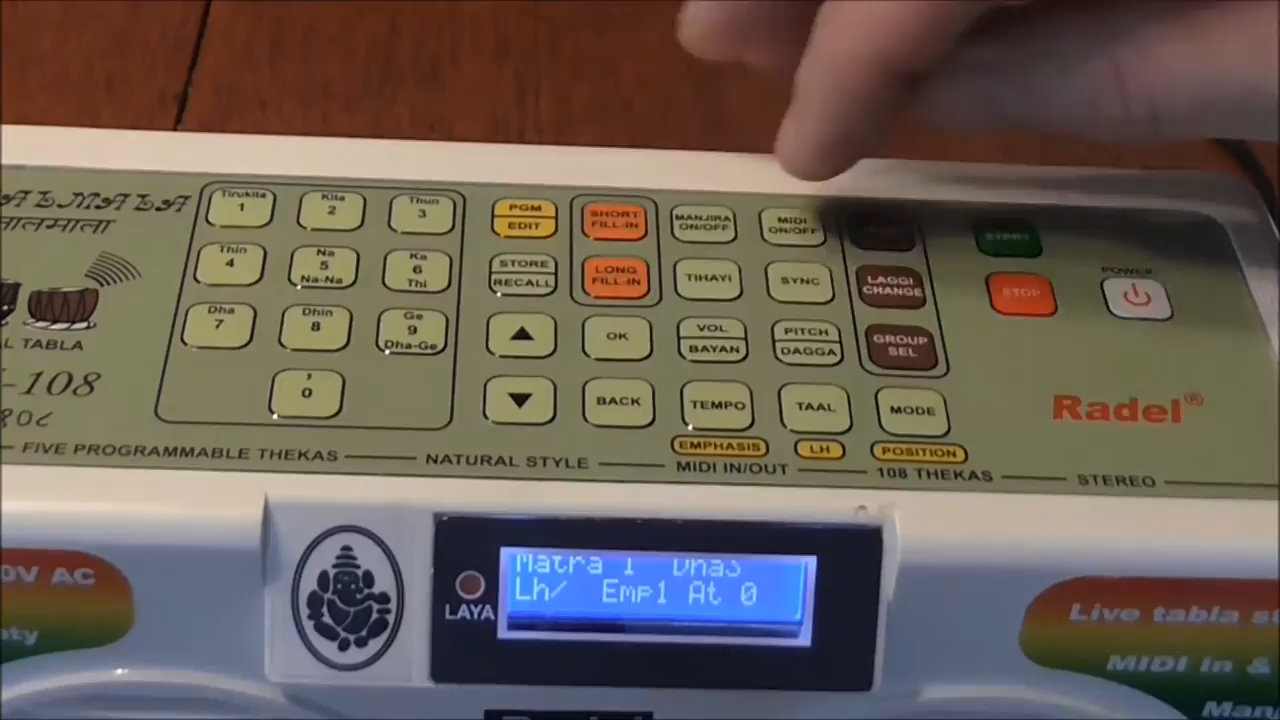 तालमाला
Tirukita
1
Kita
2
Thun
3
PGM
EDIT
SHORT
FILL-IN
MANJIRA
ON/OFF
MIDI
ON/OFF
START
Thin
4
Na
5
Na-Na
Ka
6
Thi
STORE
RECALL
LONG
FILL-IN
TIHAYI
SYNC
LAGGI
CHANGE
STOP
POWER
Dha
7
Dhin
8
Ge
9
Dha-Ge
OK
VOL
BAYAN
PITCH
DAGGA
GROUP
SEL
TABLA
-108
,
0
BACK
TEMPO
TAAL
MODE
Radel®
EMPHASIS
LH
POSITION
FIVE PROGRAMMABLE THEKAS
NATURAL STYLE
MIDI IN/OUT
108 THEKAS
STEREO
0V AC
LAYA
Matra 1 Dhas
Lh/ Emp1 At 0
Live tabla
MIDI in &